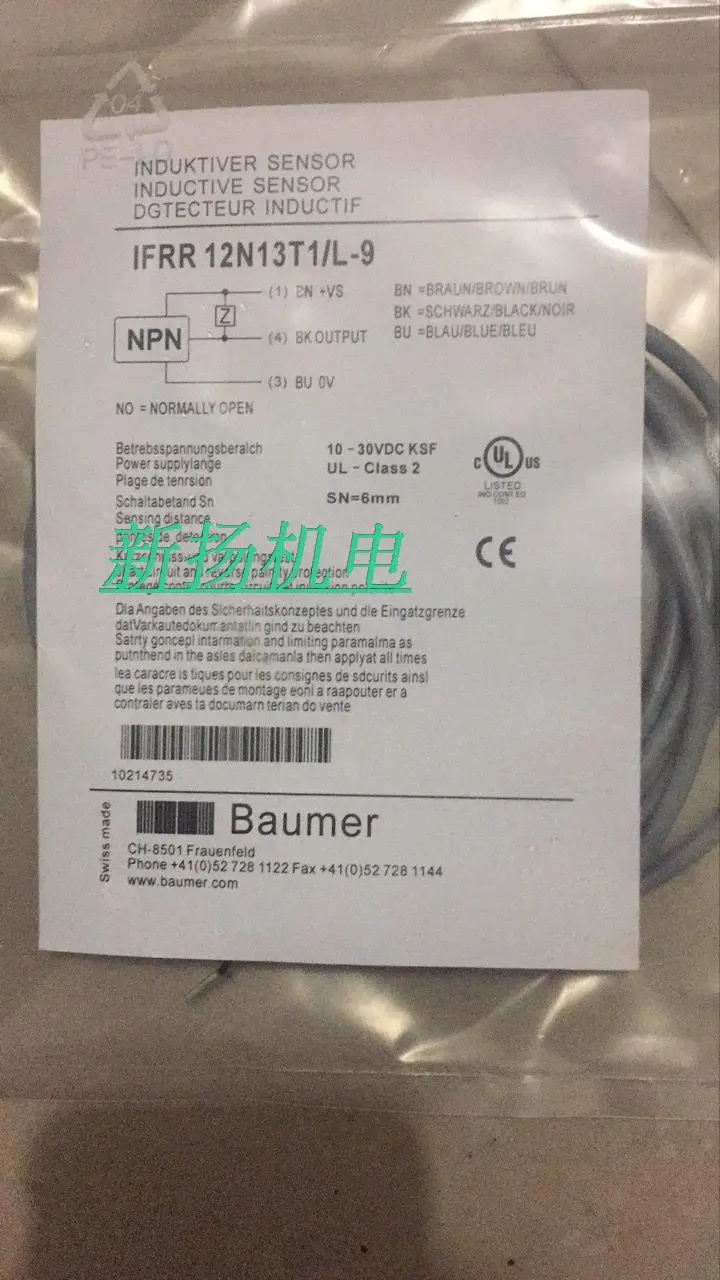 04
PE-LD
INDUKTIVER SENSOR
INDUCTIVE SENSOR
DGTECTEUR INDUCTIF
IFRR 12N13T1/L-9
(1) BN +VS
BN =BRAUN/BROWN/BRUN
Z
BK =SCHWARZ/BLACK/NOIR
NPN
(4) BK OUTPUT
BU =BLAU/BLUE/BLEU
(3) BU 0V
NO = NORMALLY OPEN
Betrebsspannungsberalch
10 - 30VDC KSF
Power supplylange
UL - Class 2
Plage de tenrsion
C UL US
LISTED
Schaltabetand Sn
SN=6mm
Sensing distance
新扬机电
CE
Dla Angaben des Sicherhaitskonzeptes und dle Eingatzgrenze
datVarkautedokumantatlin gind zu beachten
Satrty goncepl intarmation and limiting paramalma as
putnthend in the asles daicamanla then applyat all times
lea caracre is tiques pour les consignes de sdcurits ainsl
que les parameues de montage eonl a raapouter er a
contraler aves ta documarn terian do vente
10214735
Swiss made
Baumer
CH-8501 Frauenfeld
Phone +41(0)52 728 1122 Fax +41(0)52 728 1144
www.baumer.com